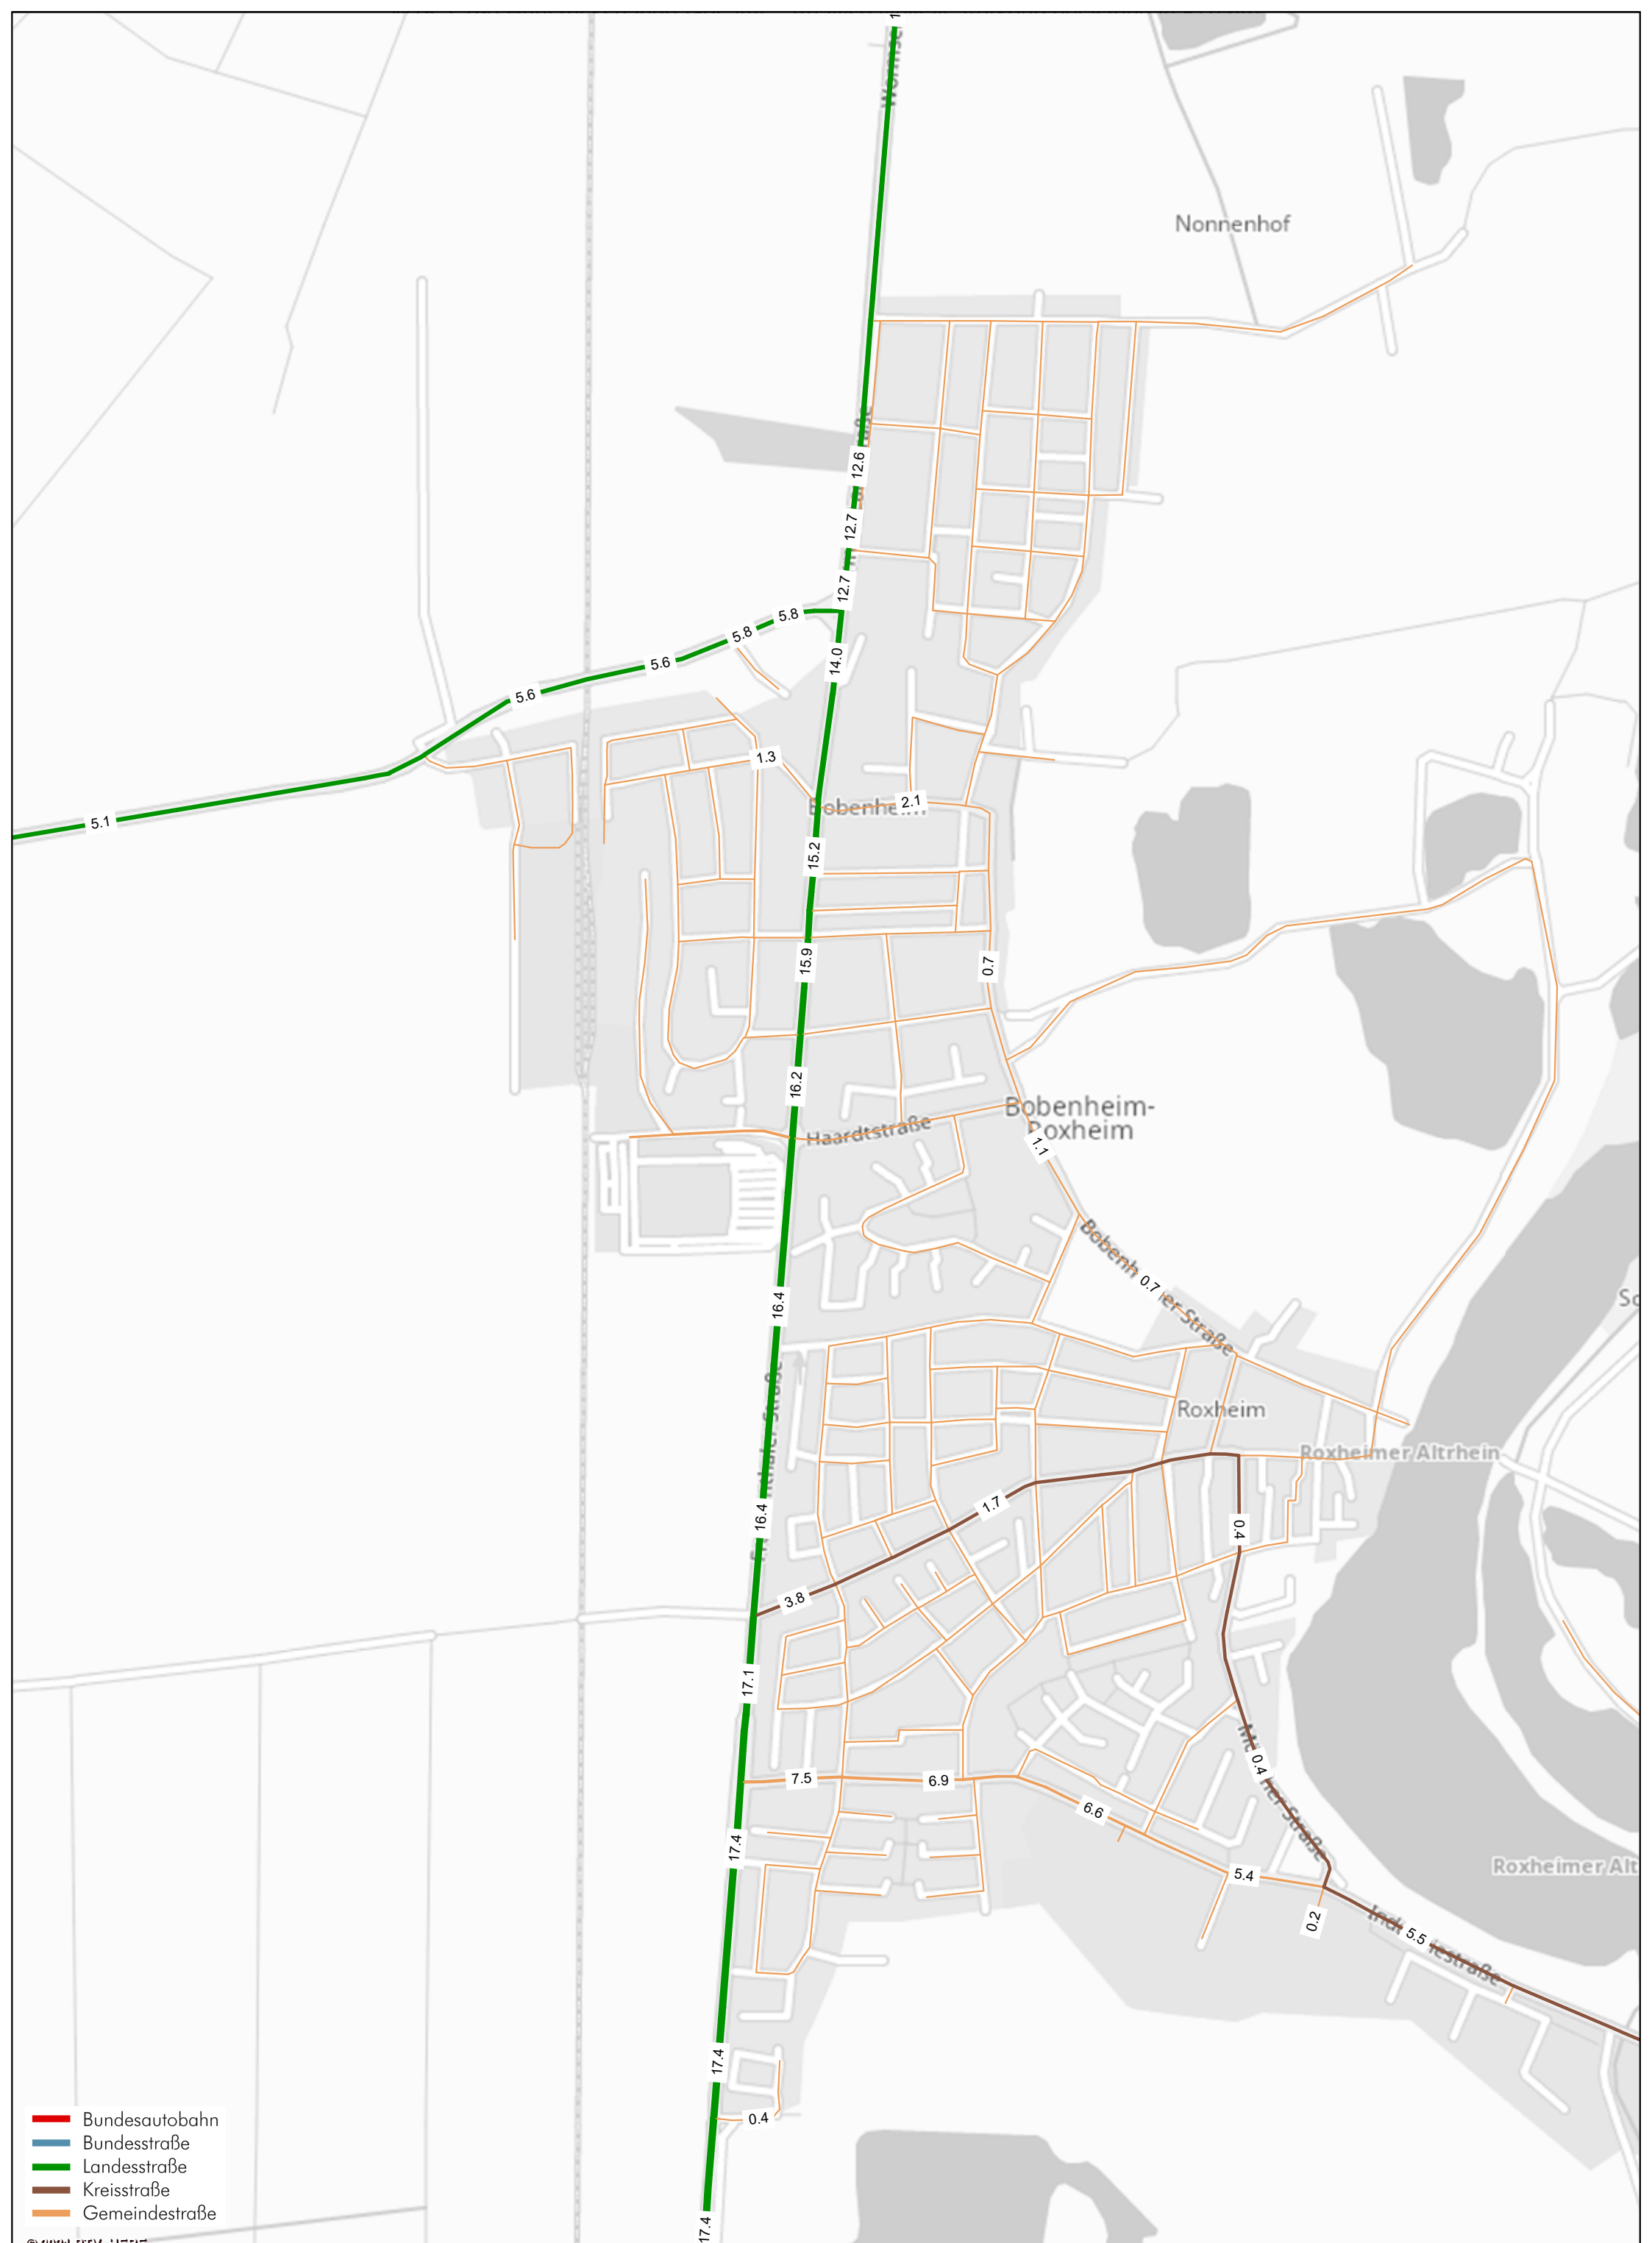 Nonnenhof
12.6
12.7
12.7
5.8
5.8
5.6
14.0
5.6
1.3
2.1
5.1
15.2
15.9
0.7
16.2
Bobenheim-
Roxheim
Haardtstraße
1.1
0.7
16.4
Roxheim
Roxheimer Altrhein
1.7
16.4
0.4
3.8
17.1
0.4
7.5
6.9
6.6
17.4
5.4
Roxheimer Alt
0.2
5.5
17.4
0.4
17.4
Bundesautobahn
Bundesstraße
Landesstraße
Kreisstraße
Gemeindestraße